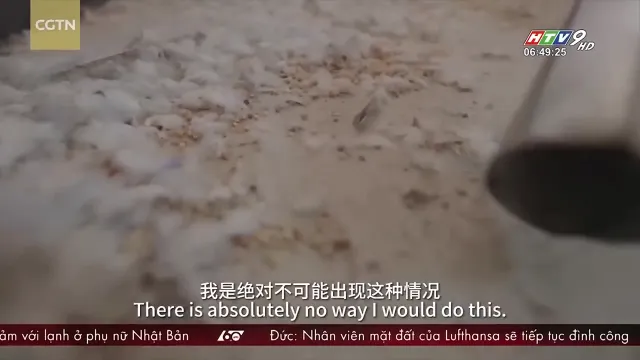 CGTN
HTV9 HD
06:49:25
我是绝对不可能出现这种情况
There is absolutely no way I would do this.
ảm với lạnh ở phụ nữ Nhật Bản 60 Đức: Nhân viên mặt đất của Lufthansa sẽ tiếp tục đình công